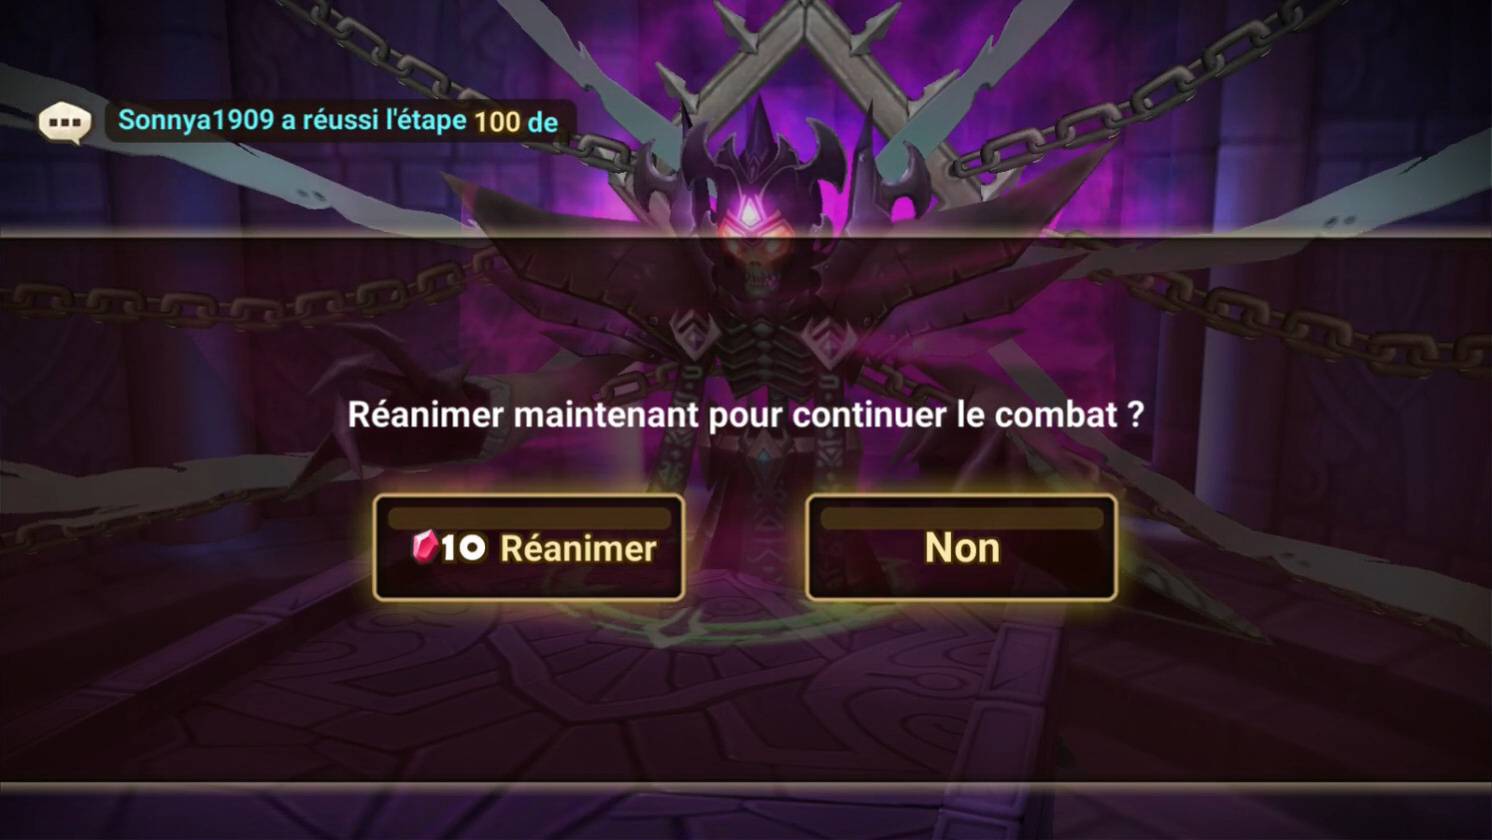 Sonnya1909 a réussi l'étape 100 de
Réanimer maintenant pour continuer le combat ?
10 Réanimer
Non